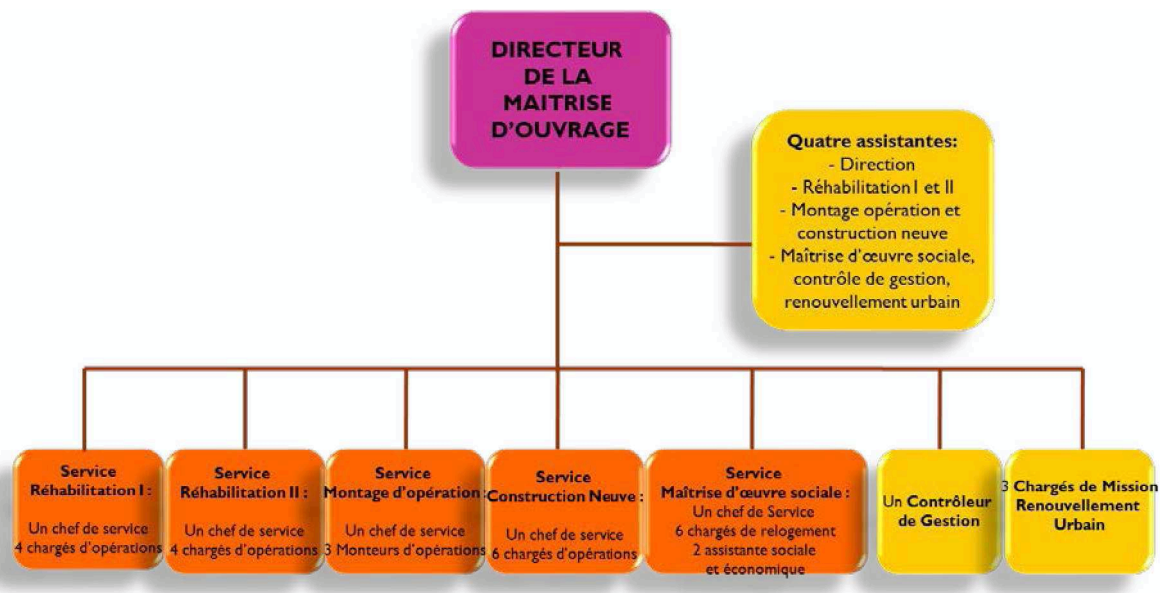 DIRECTEUR
DE LA
MAITRISE
D'OUVRAGE
Quatre assistantes:
- Direction
- Réhabilitation I et II
- Montage opération et
construction neuve
- Maîtrise d'œuvre sociale,
contrôle de gestion,
renouvellement urbain
Service
Réhabilitation I :
Un chef de service
4 chargés d'opérations
Service
Réhabilitation II :
Un chef de service
4 chargés d'opérations
Service
Montage d'opération :
Un chef de service
3 Monteurs d'opérations
Service
Construction Neuve :
Un chef de service
6 chargés d'opérations
Service
Maîtrise d'œuvre sociale :
Un chef de Service
6 chargés de relogement
2 assistante sociale
et économique
Un Contrôleur
de Gestion
3 Chargés de Mission
Renouvellement
Urbain